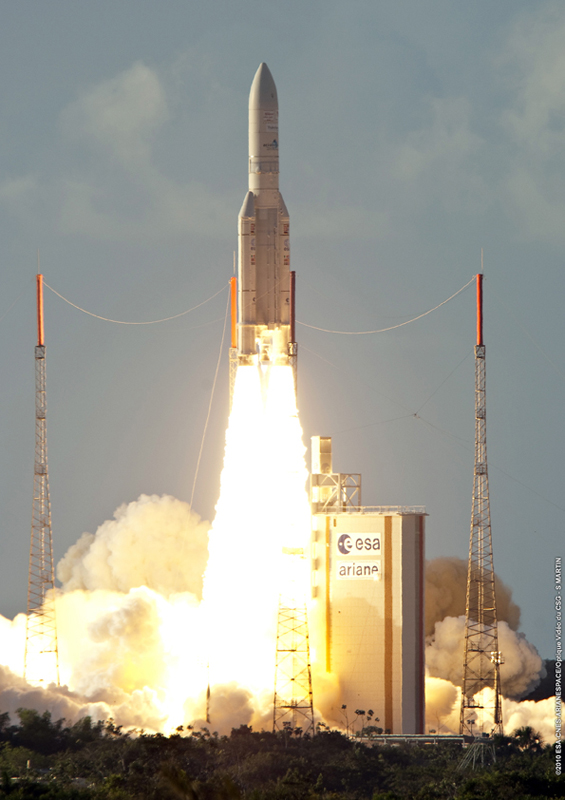 esa
ariane
©2010 ESA-CNES-ARIANESPACE/Optique Vidéo du CSG - S MARTIN